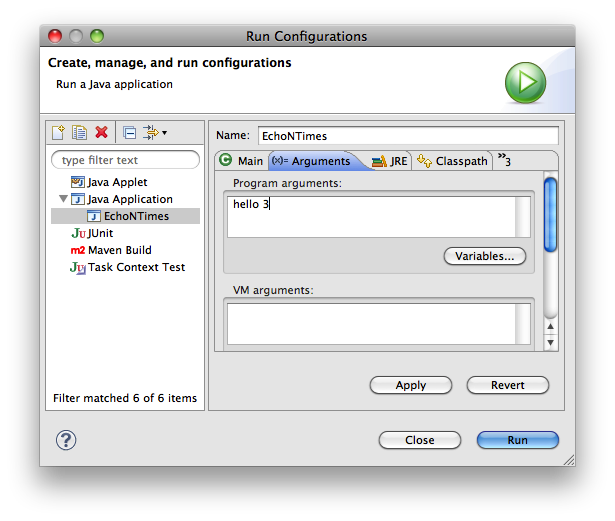 Run Configurations
Create, manage, and run configurations
Run a Java application
type filter text
Java Applet
Java Application
EchoNTimes
JUnit
m2 Maven Build
Task Context Test
Filter matched 6 of 6 items
Name: EchoNTimes
Main (x)= Arguments JRE Classpath »3
Program arguments:
hello 3
Variables...
VM arguments:
Apply Revert
? Close Run